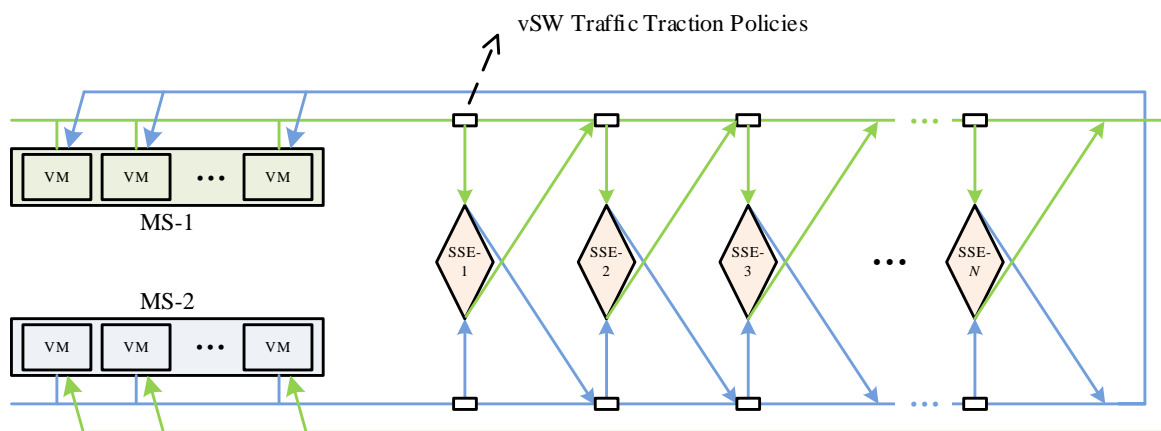 vSW Traffic Traction Policies
VM VM ••• VM
MS-1
SSE-
1
SSE-
2
SSE-
3
•••
SSE-
N
MS-2
VM VM ••• VM